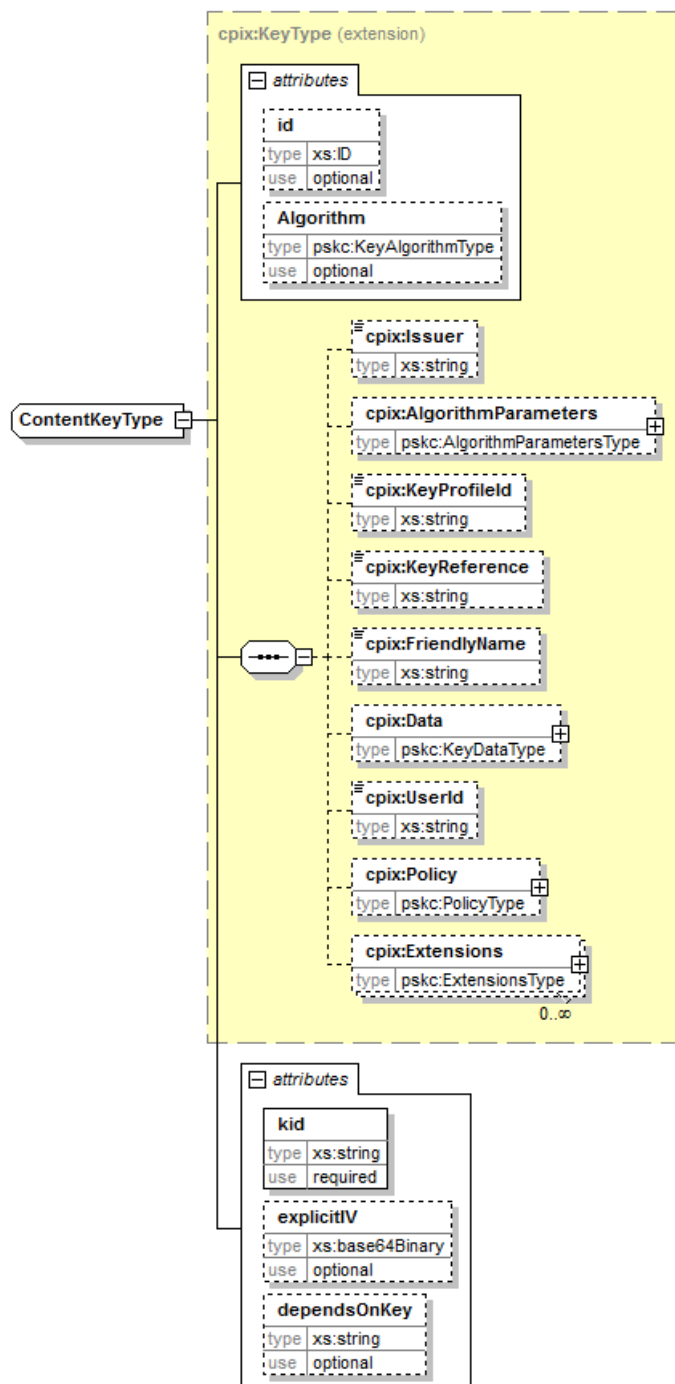 cpix:KeyType (extension)
attributes
id
type xs:ID
use optional
Algorithm
type pskc:KeyAlgorithmType
use optional
cpix:Issuer
type xs:string
cpix:AlgorithmParameters
type pskc:AlgorithmParametersType
ContentKeyType
cpix:KeyProfileId
type xs:string
cpix:KeyReference
type xs:string
cpix:FriendlyName
type xs:string
cpix:Data
type pskc:KeyDataType
cpix:UserId
type xs:string
cpix:Policy
type pskc:PolicyType
cpix:Extensions
type pskc:ExtensionsType
0..∞
attributes
kid
type xs:string
use required
explicitIV
type xs:base64Binary
use optional
dependsOnKey
type xs:string
use optional